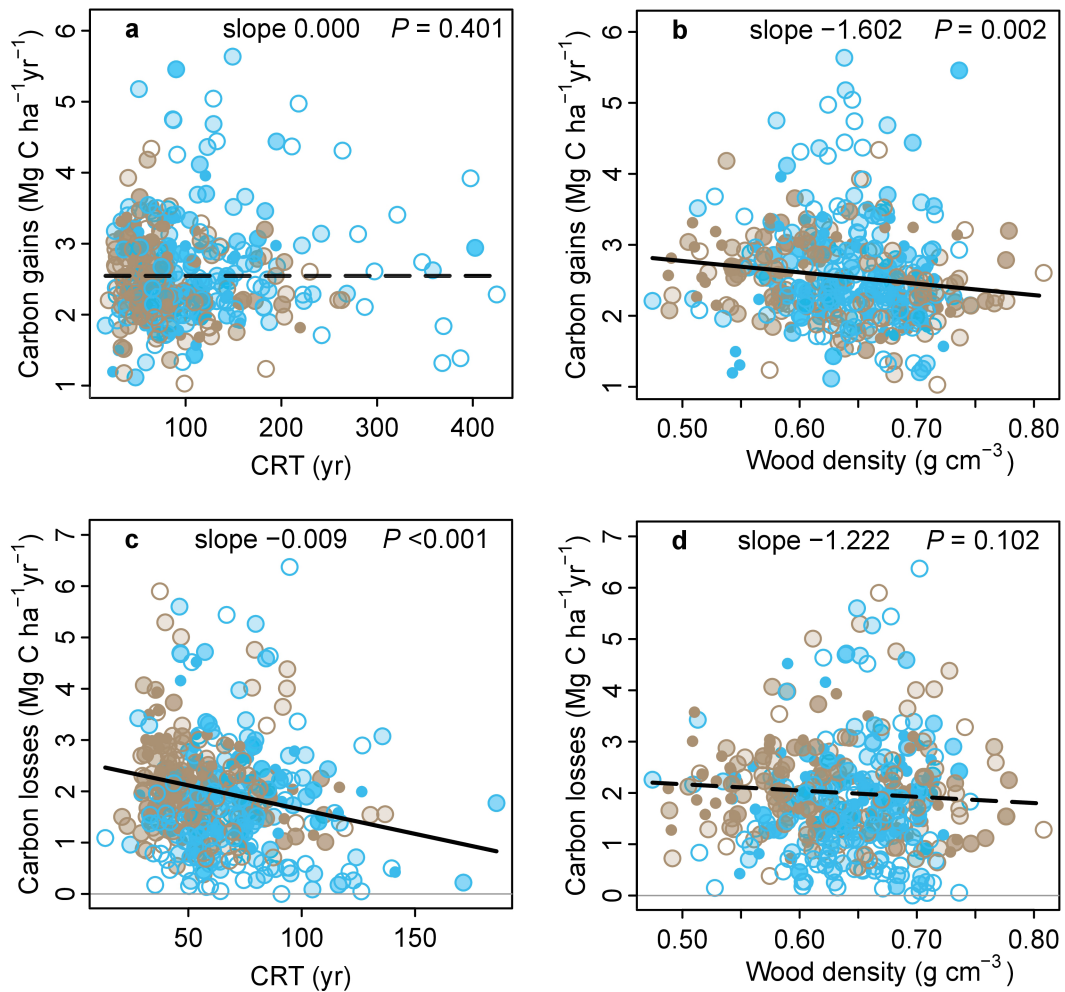 a slope 0.000 P = 0.401
6
5
4
3
2
1
Carbon gains (Mg C ha⁻¹yr⁻¹)
100 200 300 400
CRT (yr)
b slope −1.602 P = 0.002
6
5
4
3
2
1
Carbon gains (Mg C ha⁻¹yr⁻¹)
0.50 0.60 0.70 0.80
Wood density (g cm⁻³)
c slope −0.009 P <0.001
7
6
5
4
3
2
1
0
Carbon losses (Mg C ha⁻¹yr⁻¹)
50 100 150
CRT (yr)
d slope −1.222 P = 0.102
7
6
5
4
3
2
1
0
Carbon losses (Mg C ha⁻¹yr⁻¹)
0.50 0.60 0.70 0.80
Wood density (g cm⁻³)